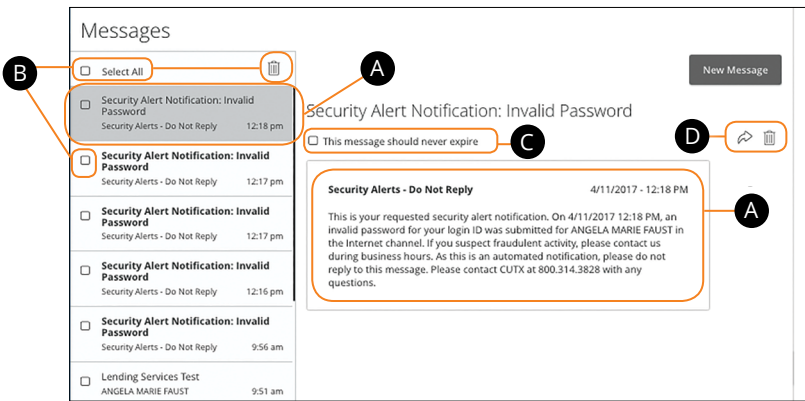 Messages
B
Select All
A
New Message
Security Alert Notification: Invalid
Password
Security Alerts - Do Not Reply 12:18 pm
Security Alert Notification: Invalid
Password
Security Alerts - Do Not Reply 12:17 pm
Security Alert Notification: Invalid
Password
Security Alerts - Do Not Reply 12:17 pm
Security Alert Notification: Invalid
Password
Security Alerts - Do Not Reply 12:16 pm
Security Alert Notification: Invalid
Password
Security Alerts - Do Not Reply 9:56 am
Lending Services Test
ANGELA MARIE FAUST 9:51 am
Security Alert Notification: Invalid Password
This message should never expire
C
D
Security Alerts - Do Not Reply 4/11/2017 - 12:18 PM
A
This is your requested security alert notification. On 4/11/2017 12:18 PM, an
invalid password for your login ID was submitted for ANGELA MARIE FAUST in
the Internet channel. If you suspect fraudulent activity, please contact us
during business hours. As this is an automated notification, please do not
reply to this message. Please contact CUTX at 800.314.3828 with any
questions.